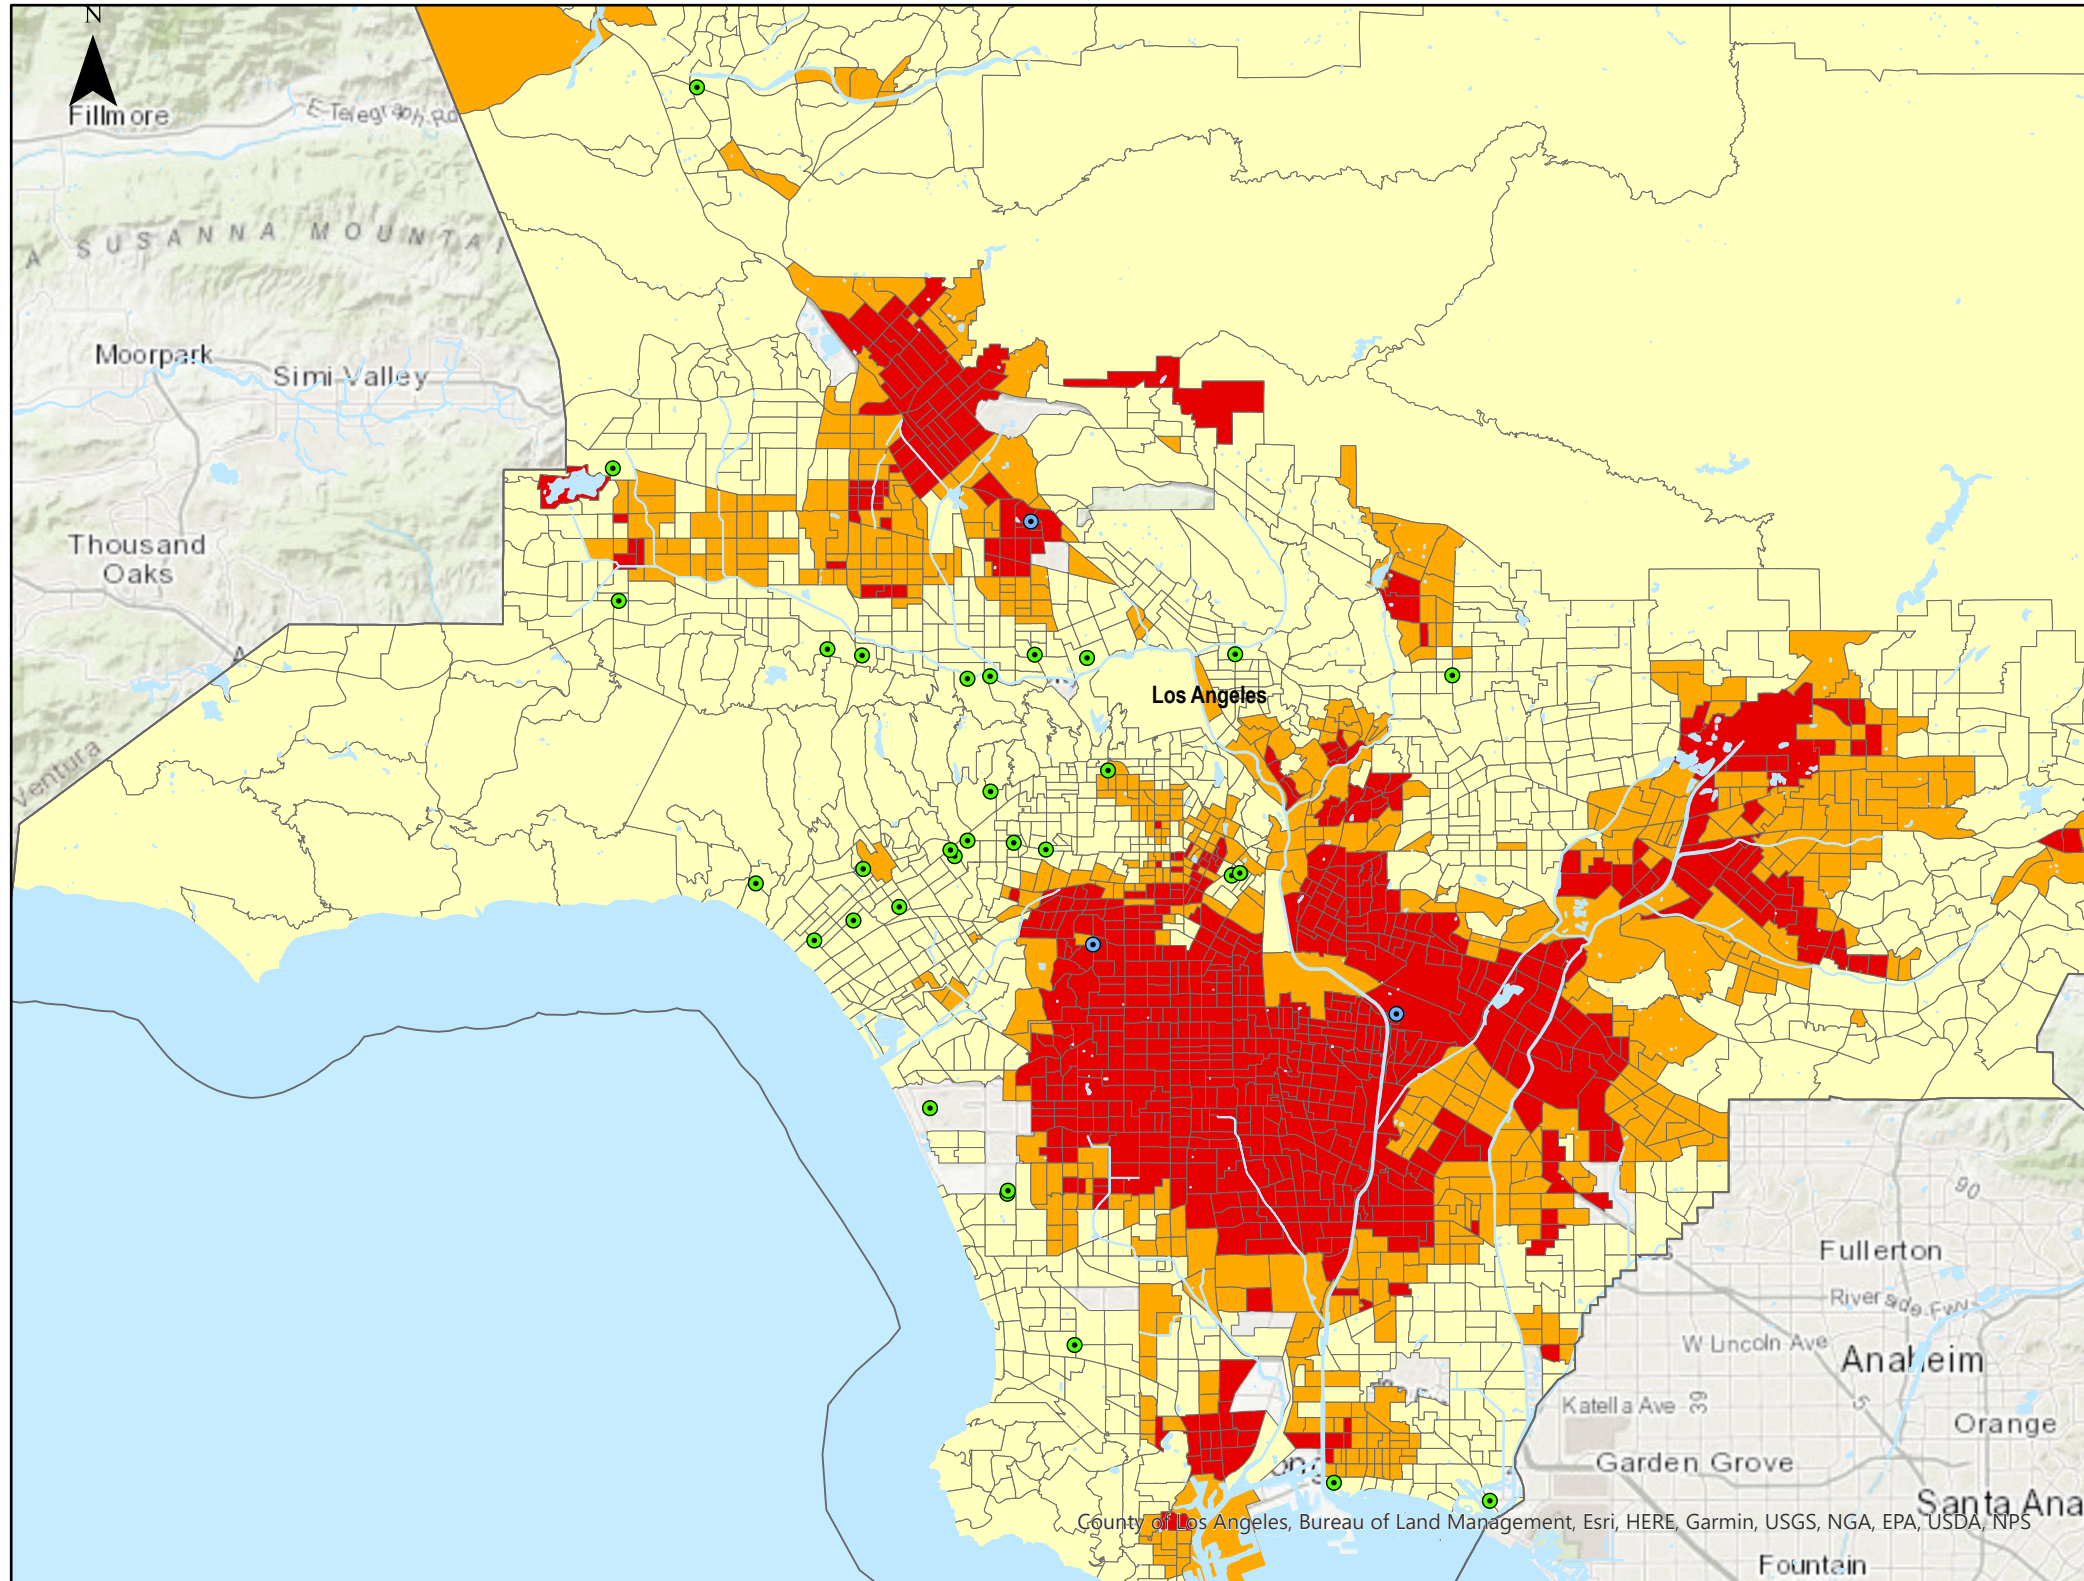 N
Fillmore
E-Telegraph-Rd
A SUSANNA MOUNTAI
Moorpark
Simi Valley
Thousand
Oaks
A
Los Angeles
Ventura
90
Fullerton
Riverside-Fwy
W Lincoln Ave
Anaheim
Katella Ave
39
5
Orange
Garden Grove
Santa Ana
County of Los Angeles, Bureau of Land Management, Esri, HERE, Garmin, USGS, NGA, EPA, USDA, NPS
Fountain